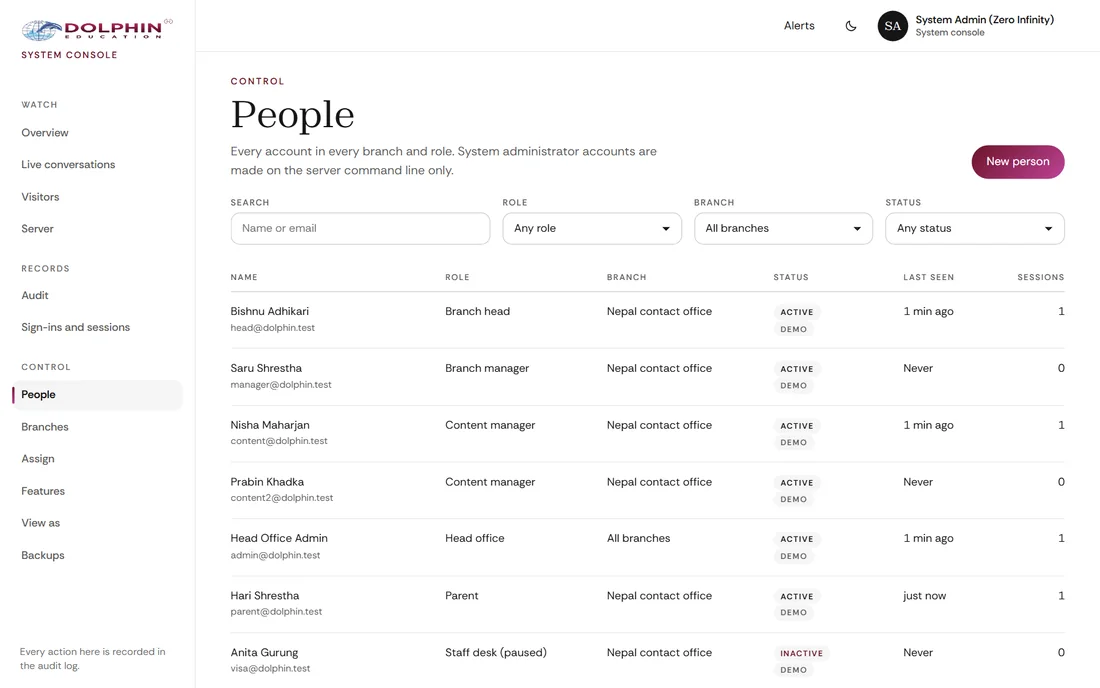 DOLPHIN
EDUCATION
SYSTEM CONSOLE
WATCH
Overview
Live conversations
Visitors
Server
RECORDS
Audit
Sign-ins and sessions
CONTROL
People
Branches
Assign
Features
View as
Backups
Every action here is recorded in
the audit log.
Alerts
SA
System Admin (Zero Infinity)
System console
CONTROL
People
Every account in every branch and role. System administrator accounts are
made on the server command line only.
New person
SEARCH ROLE BRANCH STATUS
Name or email Any role All branches Any status
NAME ROLE BRANCH STATUS LAST SEEN SESSIONS
Bishnu Adhikari Branch head Nepal contact office ACTIVE 1 min ago 1
head@dolphin.test DEMO
Saru Shrestha Branch manager Nepal contact office ACTIVE Never 0
manager@dolphin.test DEMO
Nisha Maharjan Content manager Nepal contact office ACTIVE 1 min ago 1
content@dolphin.test DEMO
Prabin Khadka Content manager Nepal contact office ACTIVE Never 0
content2@dolphin.test DEMO
Head Office Admin Head office All branches ACTIVE 1 min ago 1
admin@dolphin.test DEMO
Hari Shrestha Parent Nepal contact office ACTIVE just now 1
parent@dolphin.test DEMO
Anita Gurung Staff desk (paused) Nepal contact office INACTIVE Never 0
visa@dolphin.test DEMO